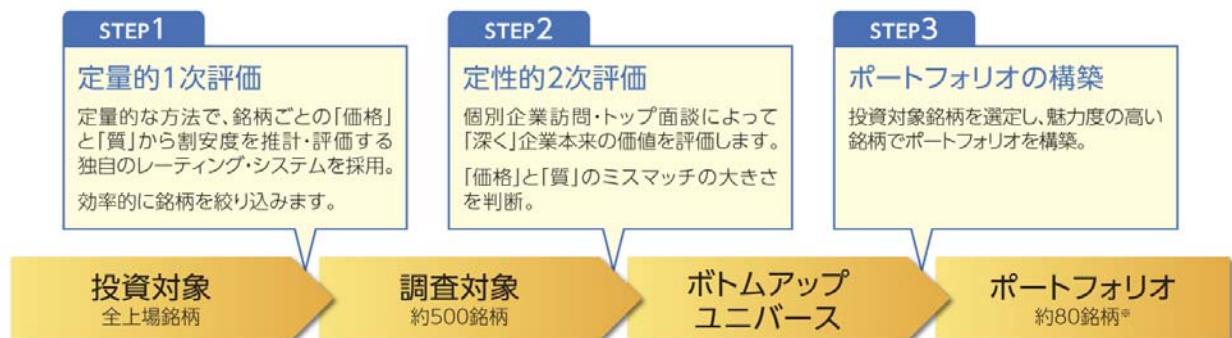 STEP1
定量的1次評価
定量的な方法で、銘柄ごとの「価格」
と「質」から割安度を推計・評価する
独自のレーティング・システムを採用。
効率的に銘柄を絞り込みます。
STEP2
定性的2次評価
個別企業訪問・トップ面談によって
「深く」企業本来の価値を評価します。
「価格」と「質」のミスマッチの大きさ
を判断。
STEP3
ポートフォリオの構築
投資対象銘柄を選定し、魅力度の高い
銘柄でポートフォリオを構築。
投資対象
全上場銘柄
調査対象
約500銘柄
ボトムアップ
ユニバース
ポートフォリオ
約80銘柄※